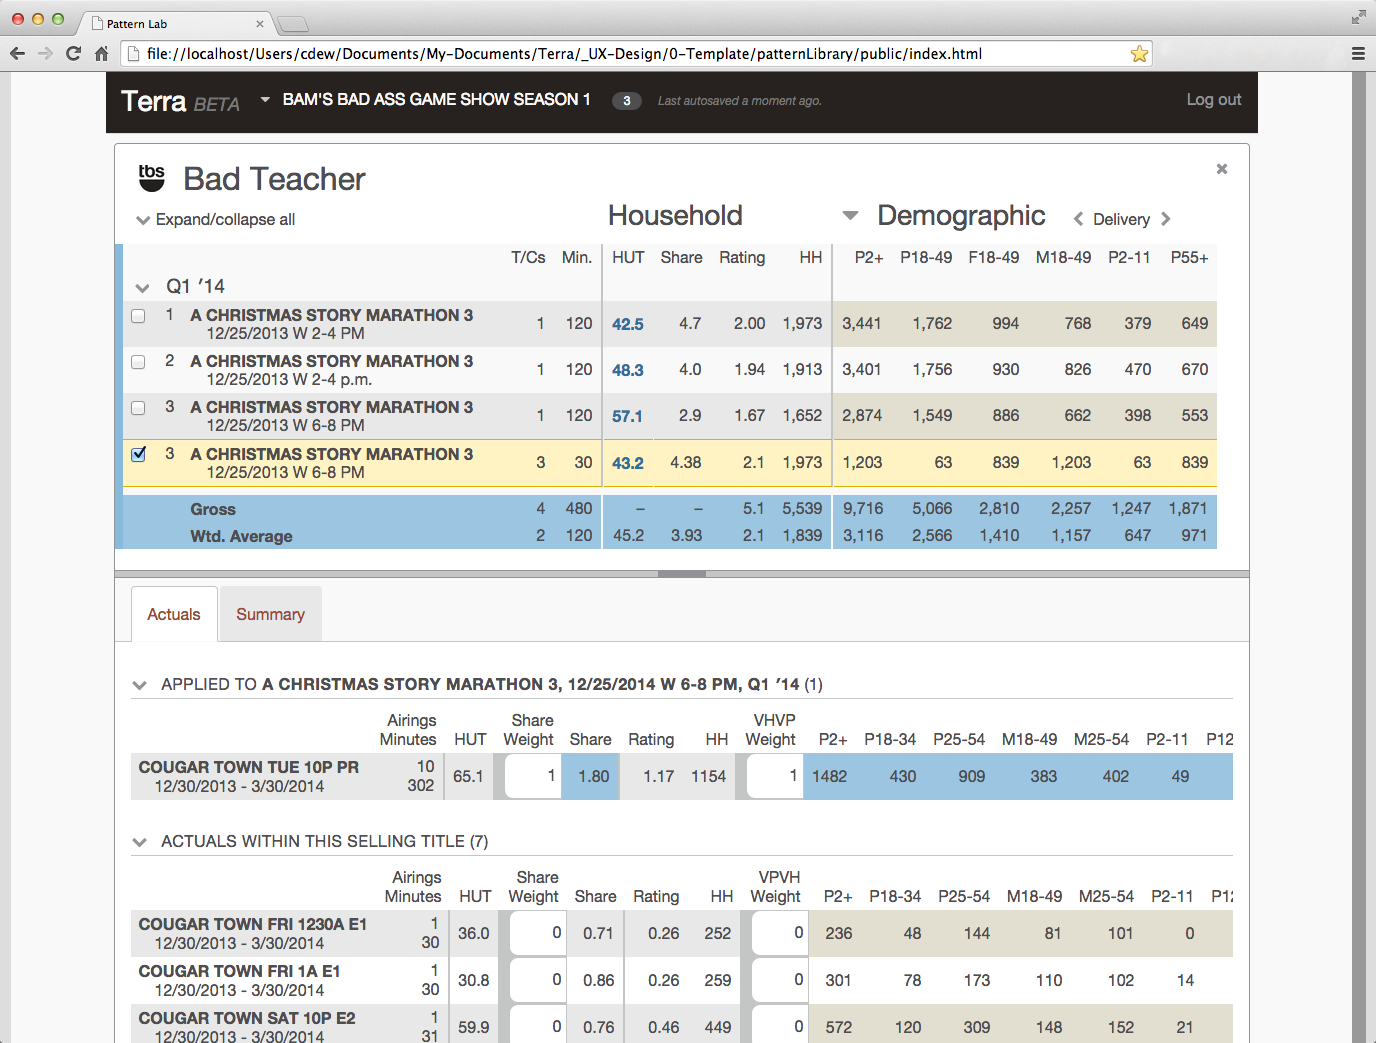 Pattern Lab
file://localhost/Users/cdew/Documents/My-Documents/Terra/_UX-Design/0-Template/patternLibrary/public/index.html
Terra BETA BAM'S BAD ASS GAME SHOW SEASON 1 3 Last autosaved a moment ago. Log out
tbs Bad Teacher
Expand/collapse all Household Demographic Delivery
T/Cs Min. HUT Share Rating HH P2+ P18-49 F18-49 M18-49 P2-11 P55+
Q1 '14
1 A CHRISTMAS STORY MARATHON 3
12/25/2013 W 2-4 PM 1 120 42.5 4.7 2.00 1,973 3,441 1,762 994 768 379 649
2 A CHRISTMAS STORY MARATHON 3
12/25/2013 W 2-4 p.m. 1 120 48.3 4.0 1.94 1,913 3,401 1,756 930 826 470 670
3 A CHRISTMAS STORY MARATHON 3
12/25/2013 W 6-8 PM 1 120 57.1 2.9 1.67 1,652 2,874 1,549 886 662 398 553
3 A CHRISTMAS STORY MARATHON 3
12/25/2013 W 6-8 PM 3 30 43.2 4.38 2.1 1,973 1,203 63 839 1,203 63 839
Gross 4 480 – – 5.1 5,539 9,716 5,066 2,810 2,257 1,247 1,871
Wtd. Average 2 120 45.2 3.93 2.1 1,839 3,116 2,566 1,410 1,157 647 971
Actuals Summary
APPLIED TO A CHRISTMAS STORY MARATHON 3, 12/25/2014 W 6-8 PM, Q1 '14 (1)
Airings Share VHVP
Minutes HUT Weight Share Rating HH Weight P2+ P18-34 P25-54 M18-49 M25-54 P2-11 P12
COUGAR TOWN TUE 10P PR 10
12/30/2013 - 3/30/2014 302 65.1 1 1.80 1.17 1154 1 1482 430 909 383 402 49
ACTUALS WITHIN THIS SELLING TITLE (7)
Airings Share VPVH
Minutes HUT Weight Share Rating HH Weight P2+ P18-34 P25-54 M18-49 M25-54 P2-11 P12
COUGAR TOWN FRI 1230A E1 1
12/30/2013 - 3/30/2014 30 36.0 0 0.71 0.26 252 0 236 48 144 81 101 0
COUGAR TOWN FRI 1A E1 1
12/30/2013 - 3/30/2014 30 30.8 0 0.86 0.26 259 0 301 78 173 110 102 14
COUGAR TOWN SAT 10P E2 1
12/30/2013 - 3/30/2014 31 59.9 0 0.76 0.46 449 0 572 120 309 148 152 21